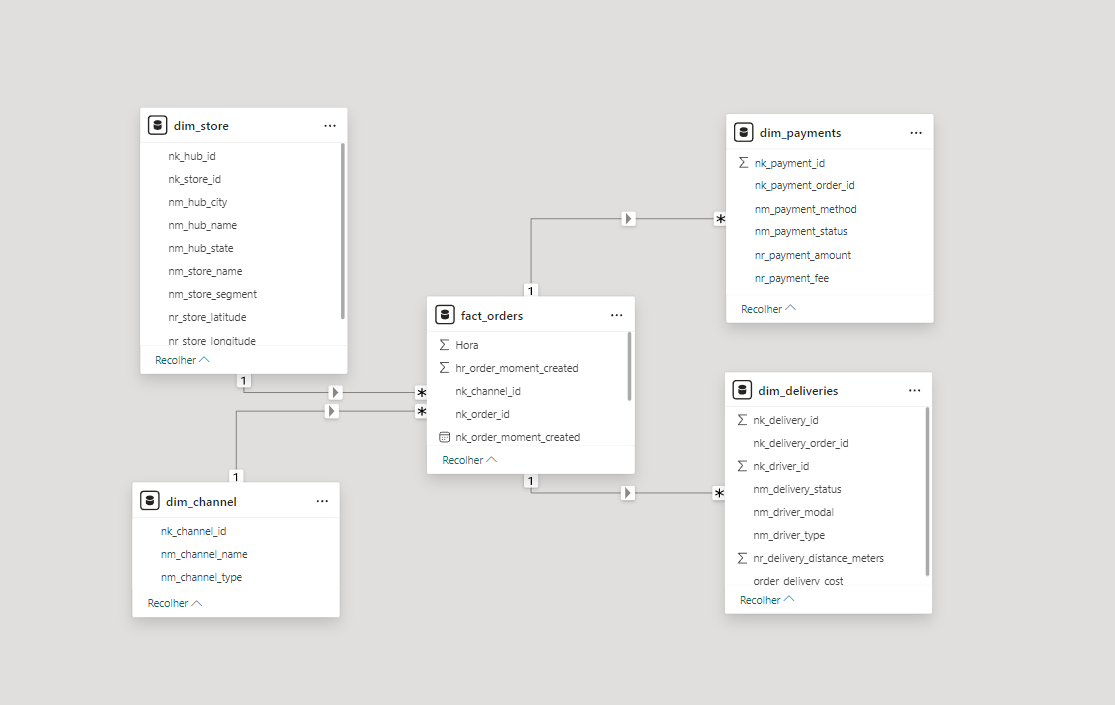 dim_store
nk_hub_id
nk_store_id
nm_hub_city
nm_hub_name
nm_hub_state
nm_store_name
nm_store_segment
nr_store_latitude
nr_store_longitude
Recolher
1
*
dim_channel
nk_channel_id
nm_channel_name
nm_channel_type
Recolher
1
*
fact_orders
Hora
hr_order_moment_created
nk_channel_id
nk_order_id
nk_order_moment_created
Recolher
1
*
1
*
dim_payments
nk_payment_id
nk_payment_order_id
nm_payment_method
nm_payment_status
nr_payment_amount
nr_payment_fee
Recolher
dim_deliveries
nk_delivery_id
nk_delivery_order_id
nk_driver_id
nm_delivery_status
nm_driver_modal
nm_driver_type
nr_delivery_distance_meters
order_delivery_cost
Recolher